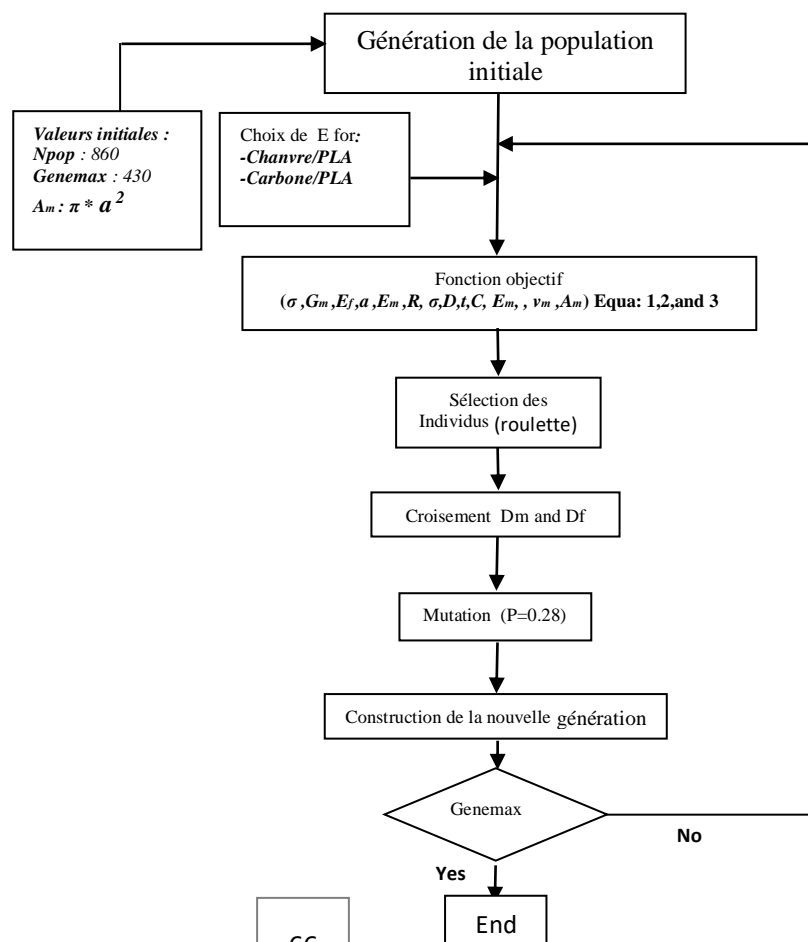 Génération de la population
initiale
Valeurs initiales :
Npop : 860
Genemax : 430
Am : π * a²
Choix de E for:
-Chanvre/PLA
-Carbone/PLA
Fonction objectif
(σ ,Gm ,Ef ,a ,Em ,R, σ,D,t,C, Em, , νm ,Am) Equa: 1,2,and 3
Sélection des
Individus (roulette)
Croisement Dm and Df
Mutation (P=0.28)
Construction de la nouvelle génération
Genemax
No
Yes
End